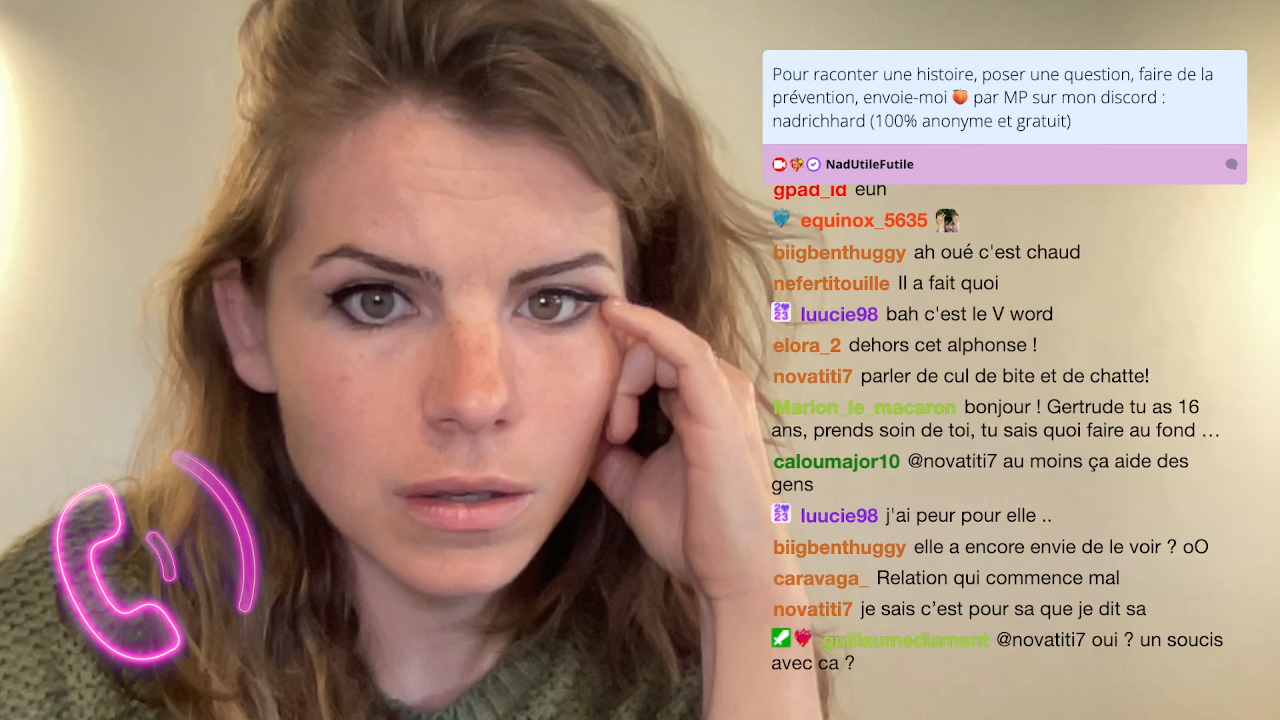 Pour raconter une histoire, poser une question, faire de la
prévention, envoie-moi 🍑 par MP sur mon discord :
nadrichhard (100% anonyme et gratuit)
NadUtileFutile
gpad_id euh
equinox_5635
biigbenthuggy ah oué c'est chaud
nefertitouille Il a fait quoi
luucie98 bah c'est le V word
elora_2 dehors cet alphonse !
novatiti7 parler de cul de bite et de chatte!
Marion_le_macaron bonjour ! Gertrude tu as 16
ans, prends soin de toi, tu sais quoi faire au fond …
caloumajor10 @novatiti7 au moins ça aide des
gens
luucie98 j'ai peur pour elle ..
biigbenthuggy elle a encore envie de le voir ? oO
caravaga_ Relation qui commence mal
novatiti7 je sais c’est pour sa que je dit sa
guillaumediamant @novatiti7 oui ? un soucis
avec ca ?